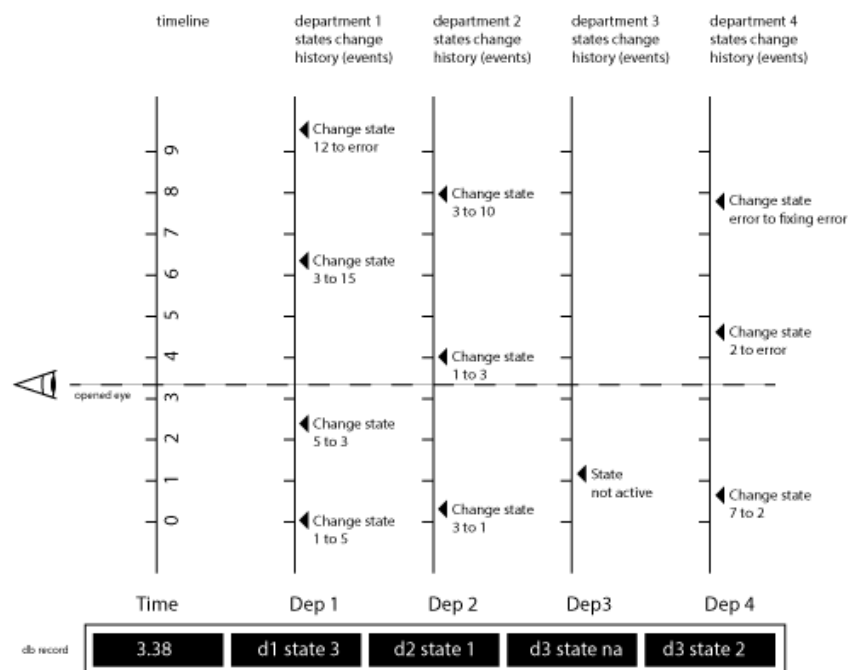 timeline
department 1
states change
history (events)
department 2
states change
history (events)
department 3
states change
history (events)
department 4
states change
history (events)
9
8
7
6
5
4
3
2
1
0
Change state
12 to error
Change state
3 to 15
Change state
5 to 3
Change state
1 to 5
Change state
3 to 10
Change state
1 to 3
Change state
3 to 1
State
not active
Change state
error to fixing error
Change state
2 to error
Change state
7 to 2
opened eye
Time
Dep 1
Dep 2
Dep3
Dep 4
db record
3.38
d1 state 3
d2 state 1
d3 state na
d3 state 2